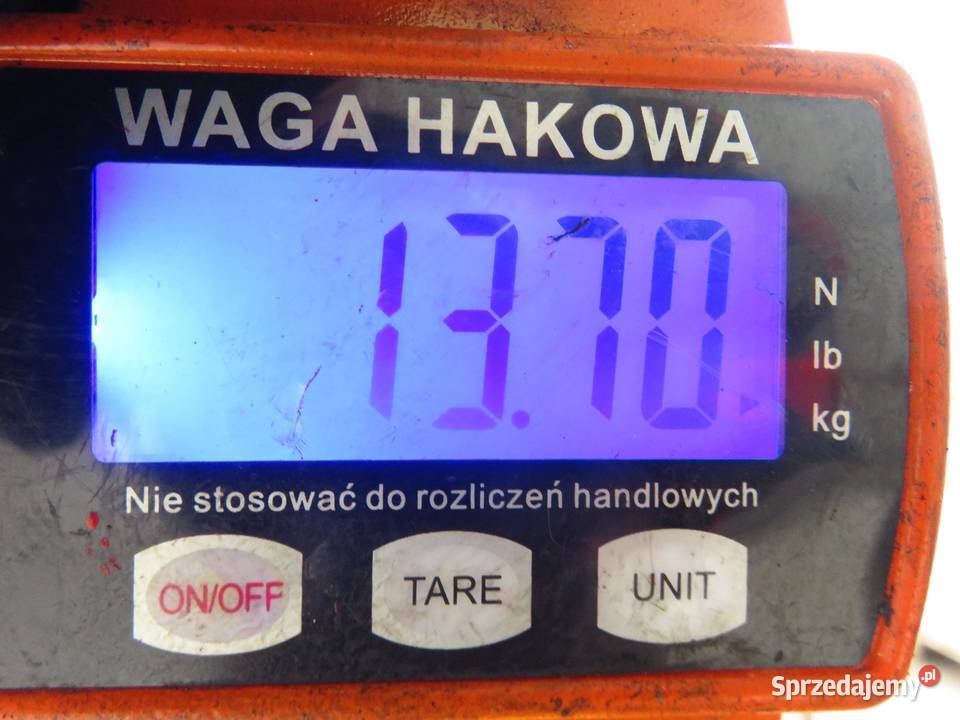 WAGA HAKOWA
13.70
N
lb
kg
Nie stosować do rozliczeń handlowych
ON/OFF
TARE
UNIT
Sprzedajemy.pl